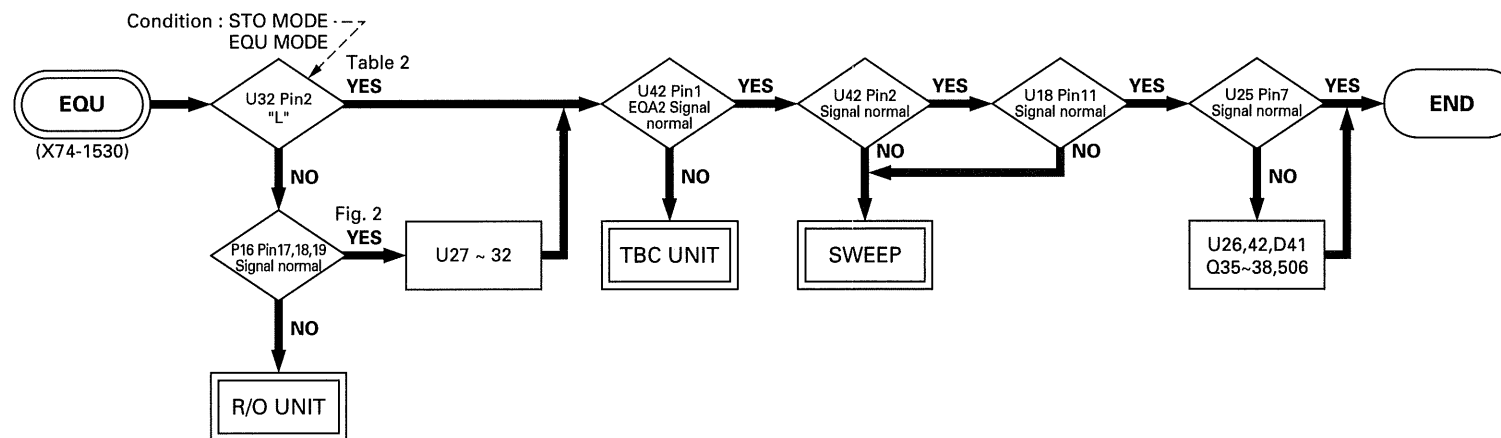 Condition : STO MODE
EQU MODE
Table 2
EQU
(X74-1530)
U32 Pin2
"L"
YES
NO
Fig. 2
P16 Pin17,18,19
Signal normal
YES
NO
U27 ~ 32
R/O UNIT
U42 Pin1
EQA2 Signal
normal
YES
NO
TBC UNIT
U42 Pin2
Signal normal
YES
NO
SWEEP
U18 Pin11
Signal normal
YES
NO
U25 Pin7
Signal normal
YES
NO
U26,42,D41
Q35~38,506
END